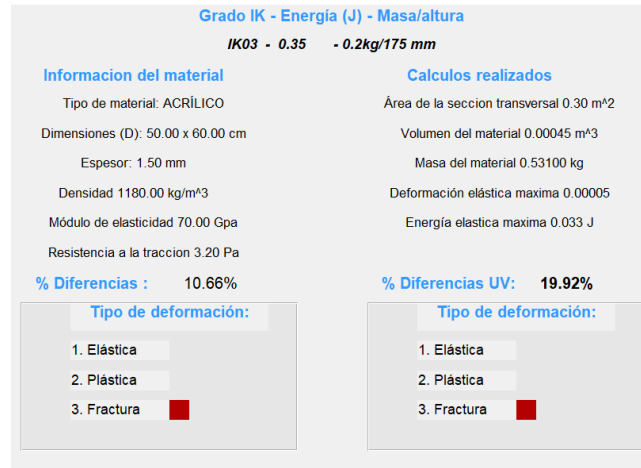 Grado IK - Energía (J) - Masa/altura
IK03 - 0.35 - 0.2kg/175 mm
Informacion del material
Tipo de material: ACRÍLICO
Dimensiones (D): 50.00 x 60.00 cm
Espesor: 1.50 mm
Densidad 1180.00 kg/m^3
Módulo de elasticidad 70.00 Gpa
Resistencia a la traccion 3.20 Pa
Calculos realizados
Área de la seccion transversal 0.30 m^2
Volumen del material 0.00045 m^3
Masa del material 0.53100 kg
Deformación elástica maxima 0.00005
Energía elastica maxima 0.033 J
% Diferencias : 10.66%
Tipo de deformación:
1. Elástica
2. Plástica
3. Fractura
% Diferencias UV: 19.92%
Tipo de deformación:
1. Elástica
2. Plástica
3. Fractura